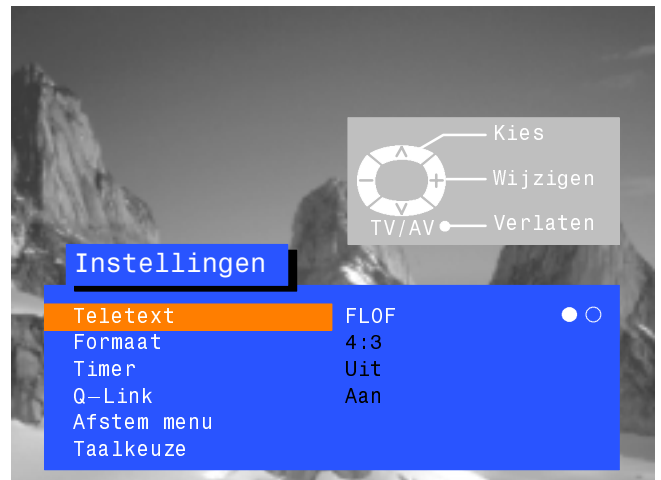 Kies
Wijzigen
TV/AV Verlaten
Instellingen
Teletext FLOF
Formaat 4:3
Timer Uit
Q–Link Aan
Afstem menu
Taalkeuze